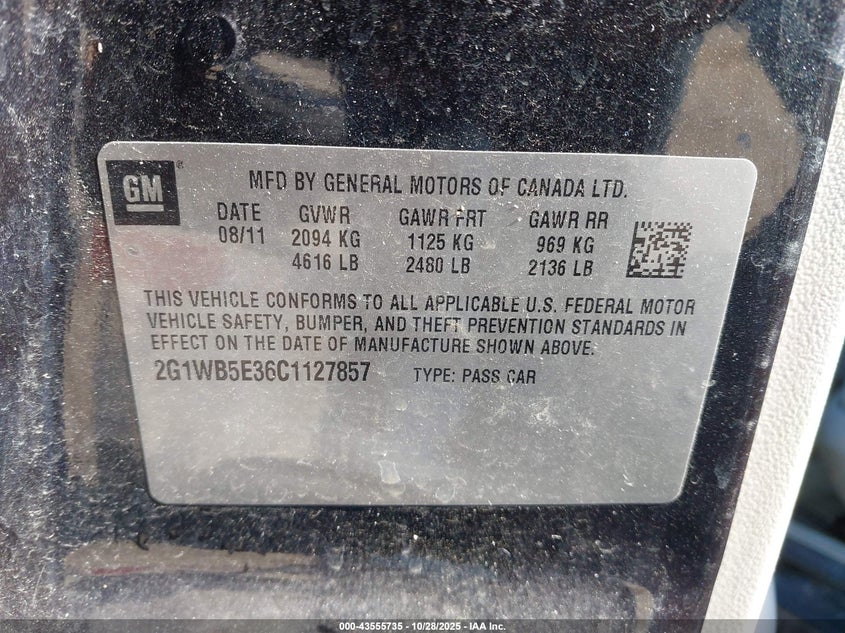 GM
MFD BY GENERAL MOTORS OF CANADA LTD.
DATE GVWR GAWR FRT GAWR RR
08/11 2094 KG 1125 KG 969 KG
4616 LB 2480 LB 2136 LB
THIS VEHICLE CONFORMS TO ALL APPLICABLE U.S. FEDERAL MOTOR
VEHICLE SAFETY, BUMPER, AND THEFT PREVENTION STANDARDS IN
EFFECT ON THE DATE OF MANUFACTURE SHOWN ABOVE.
2G1WB5E36C1127857 TYPE: PASS CAR
000-43555735 - 10/28/2025 - IAA Inc.